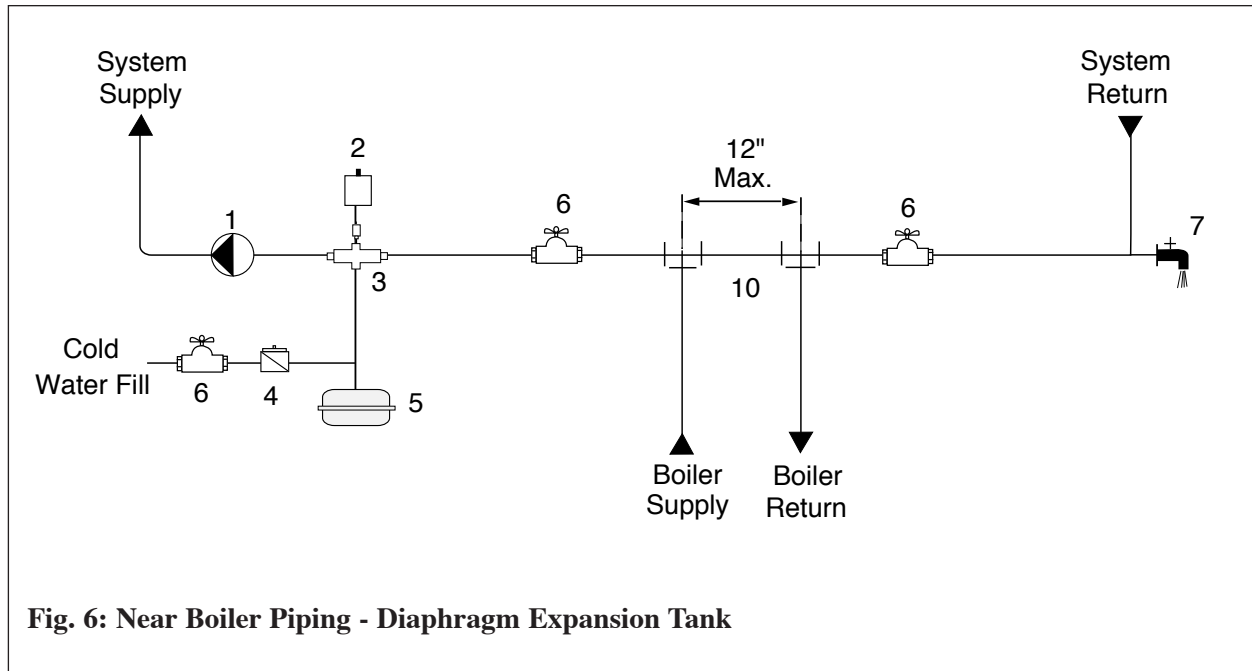 System
Supply
System
Return
2
12"
Max.
1
6
6
7
3
10
Cold
Water Fill
6
4
5
Boiler
Supply
Boiler
Return
Fig. 6: Near Boiler Piping - Diaphragm Expansion Tank